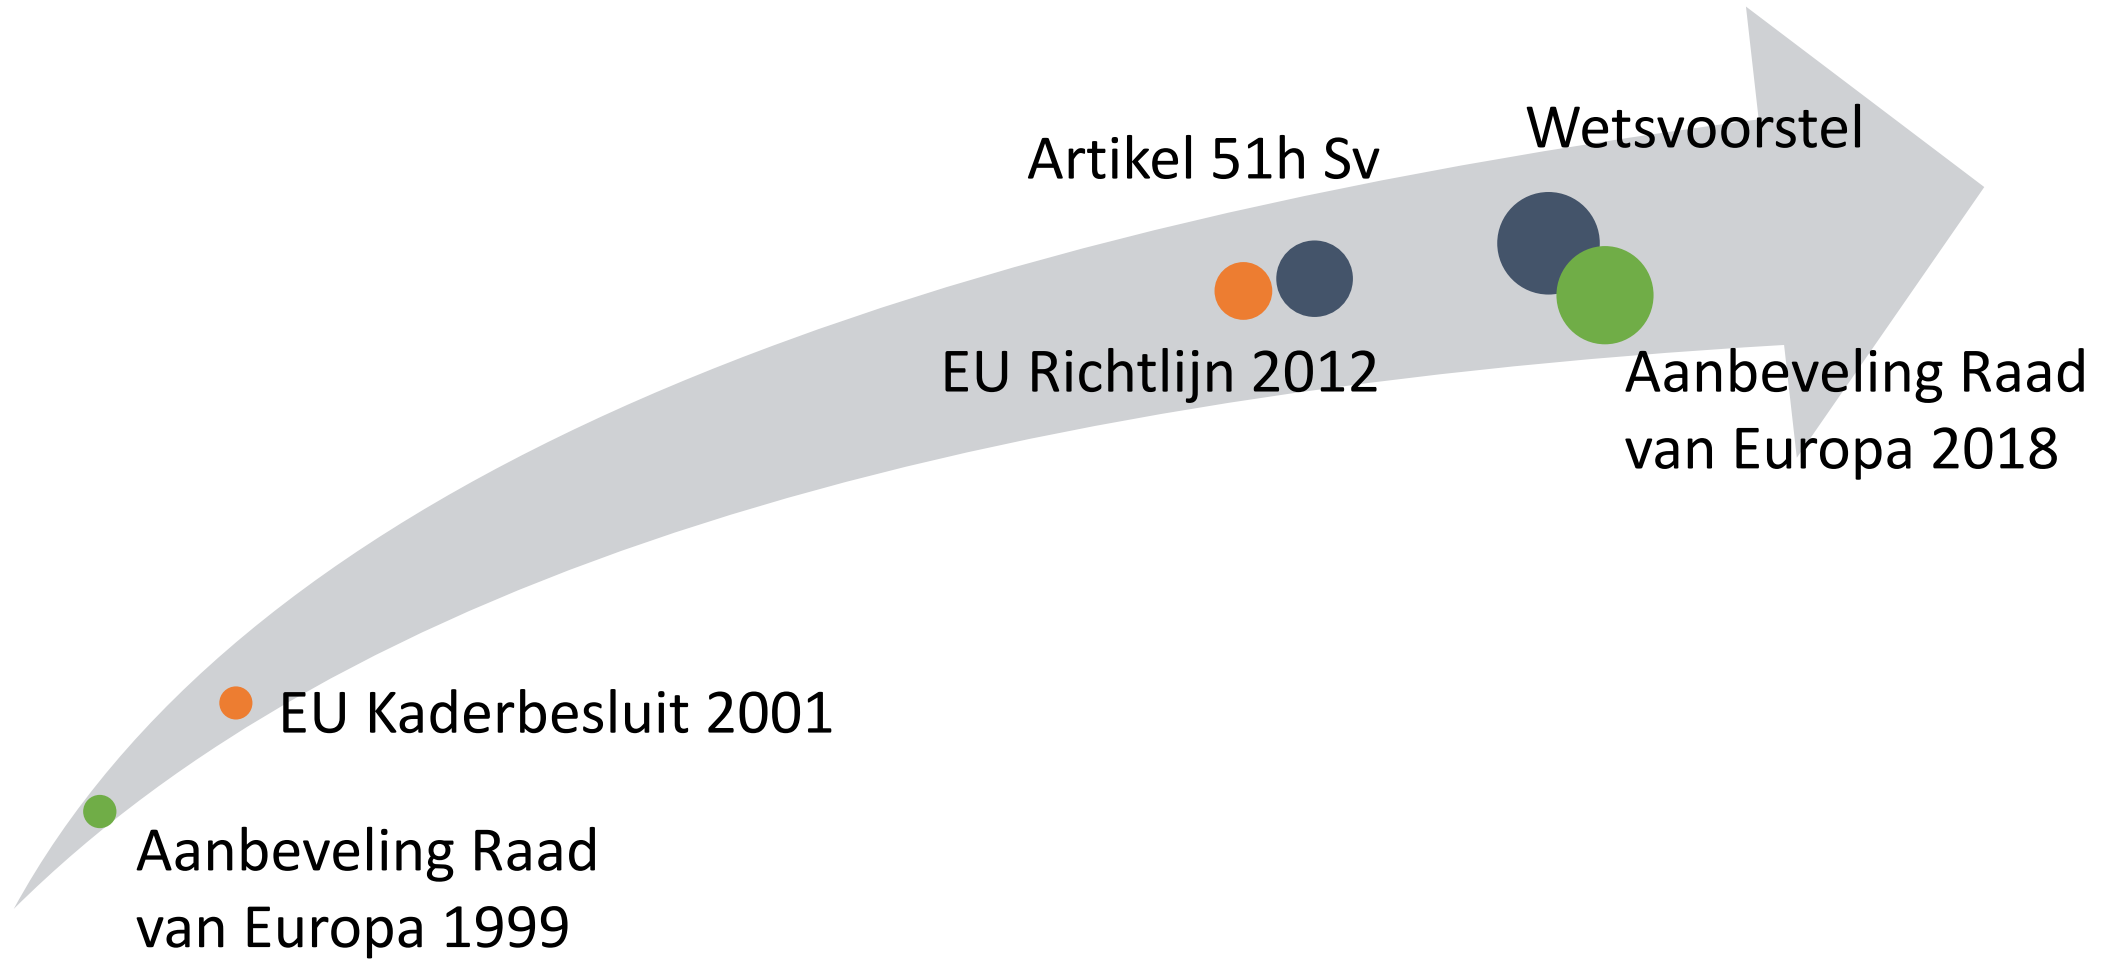 Wetsvoorstel
Artikel 51h Sv
EU Richtlijn 2012
Aanbeveling Raad
van Europa 2018
EU Kaderbesluit 2001
Aanbeveling Raad
van Europa 1999